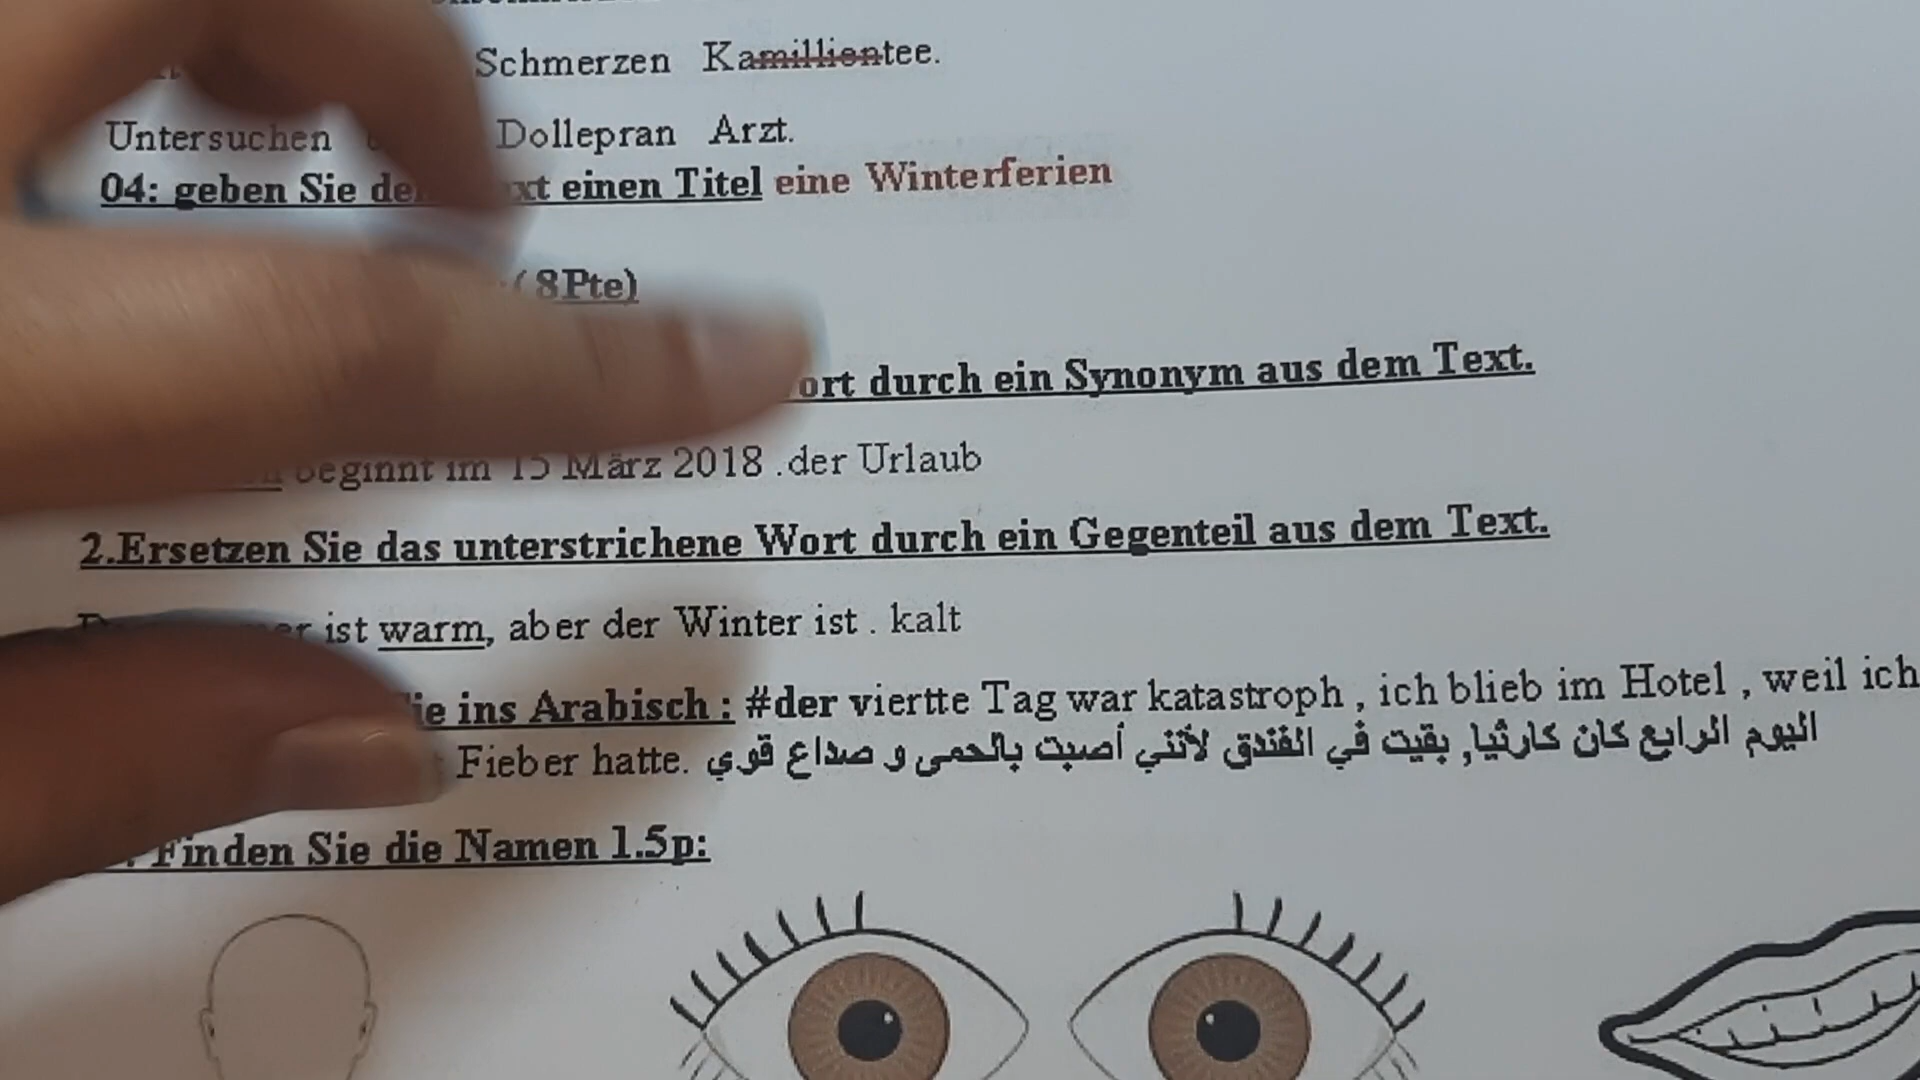 Schmerzen Kamillientee.
Untersuchen Dollepran Arzt.
04: geben Sie einen Titel eine Winterferien
(8Pte)
durch ein Synonym aus dem Text.
beginnt im 15 März 2018 .der Urlaub
2.Ersetzen Sie das unterstrichene Wort durch ein Gegenteil aus dem Text.
ist warm, aber der Winter ist . kalt
ins Arabisch : #der viertte Tag war katastroph , ich blieb im Hotel , weil ich
Fieber hatte. اليوم الرابع كان كارثيا, بقيت في الفندق لأنني أصبت بالحمى و صداع قوي
Finden Sie die Namen 1.5p: